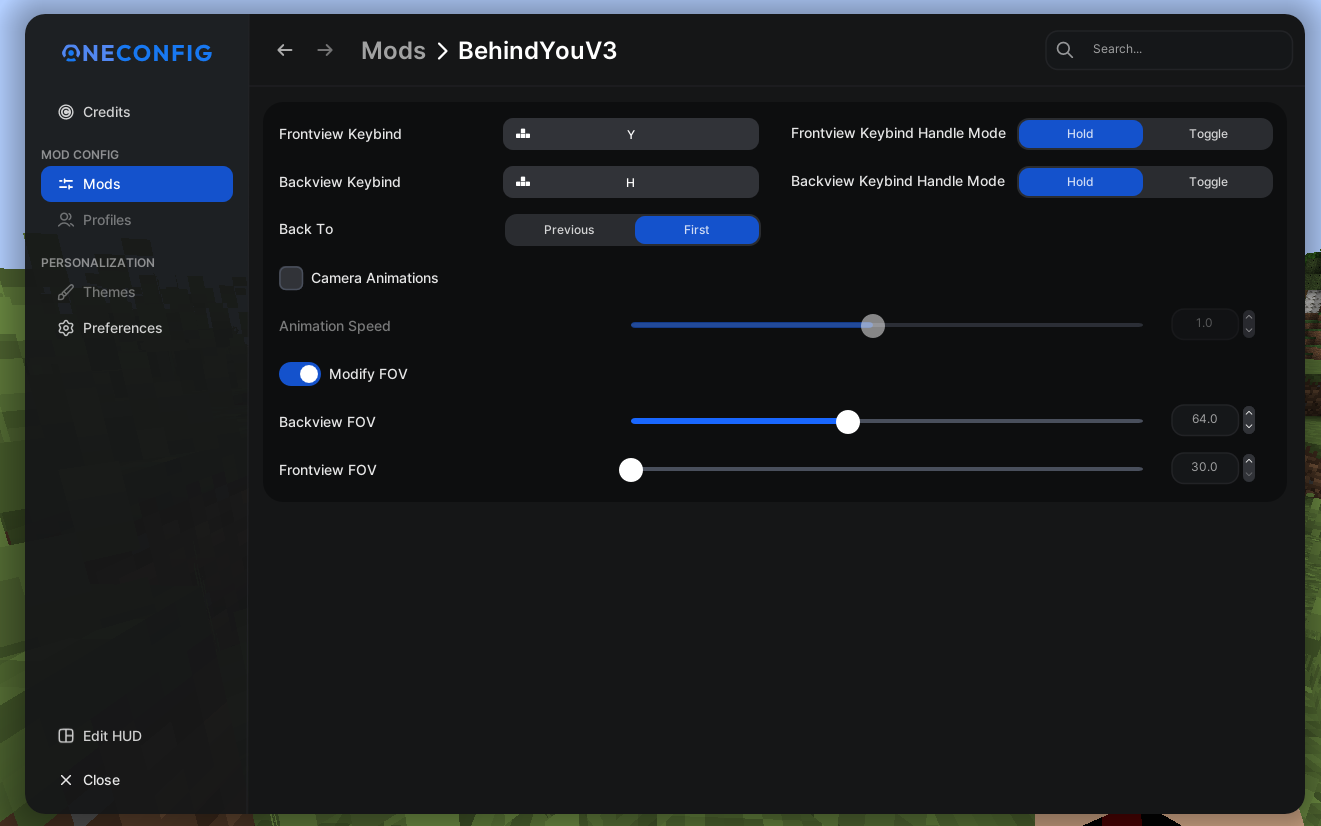 ONECONFIG
Credits
MOD CONFIG
Mods
Profiles
PERSONALIZATION
Themes
Preferences
Edit HUD
Close
Mods > BehindYouV3
Search...
Frontview Keybind Y Frontview Keybind Handle Mode Hold Toggle
Backview Keybind H Backview Keybind Handle Mode Hold Toggle
Back To Previous First
Camera Animations
Animation Speed 1.0
Modify FOV
Backview FOV 64.0
Frontview FOV 30.0